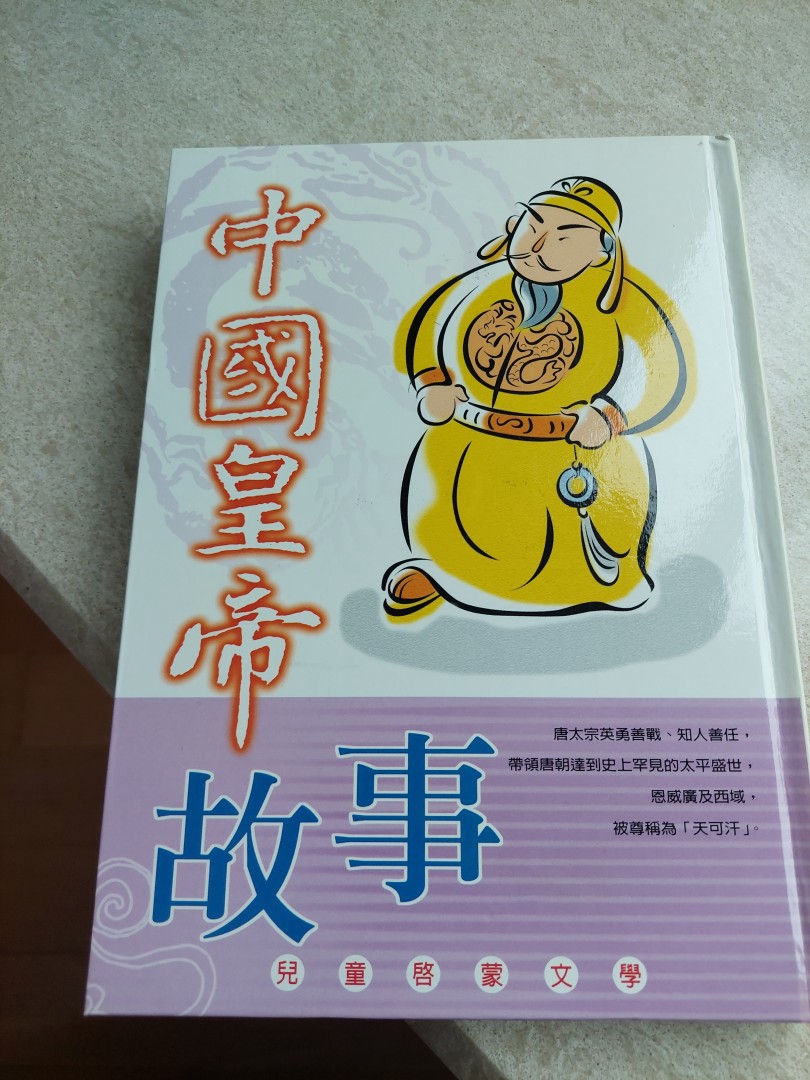 中國皇帝
故事
唐太宗英勇善戰、知人善任，
帶領唐朝達到史上罕見的太平盛世，
恩威廣及西域，
被尊稱為「天可汗」。
兒童啓蒙文學